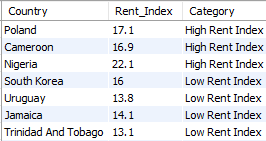 Country Rent_Index Category
Poland 17.1 High Rent Index
Cameroon 16.9 High Rent Index
Nigeria 22.1 High Rent Index
South Korea 16 Low Rent Index
Uruguay 13.8 Low Rent Index
Jamaica 14.1 Low Rent Index
Trinidad And Tobago 13.1 Low Rent Index